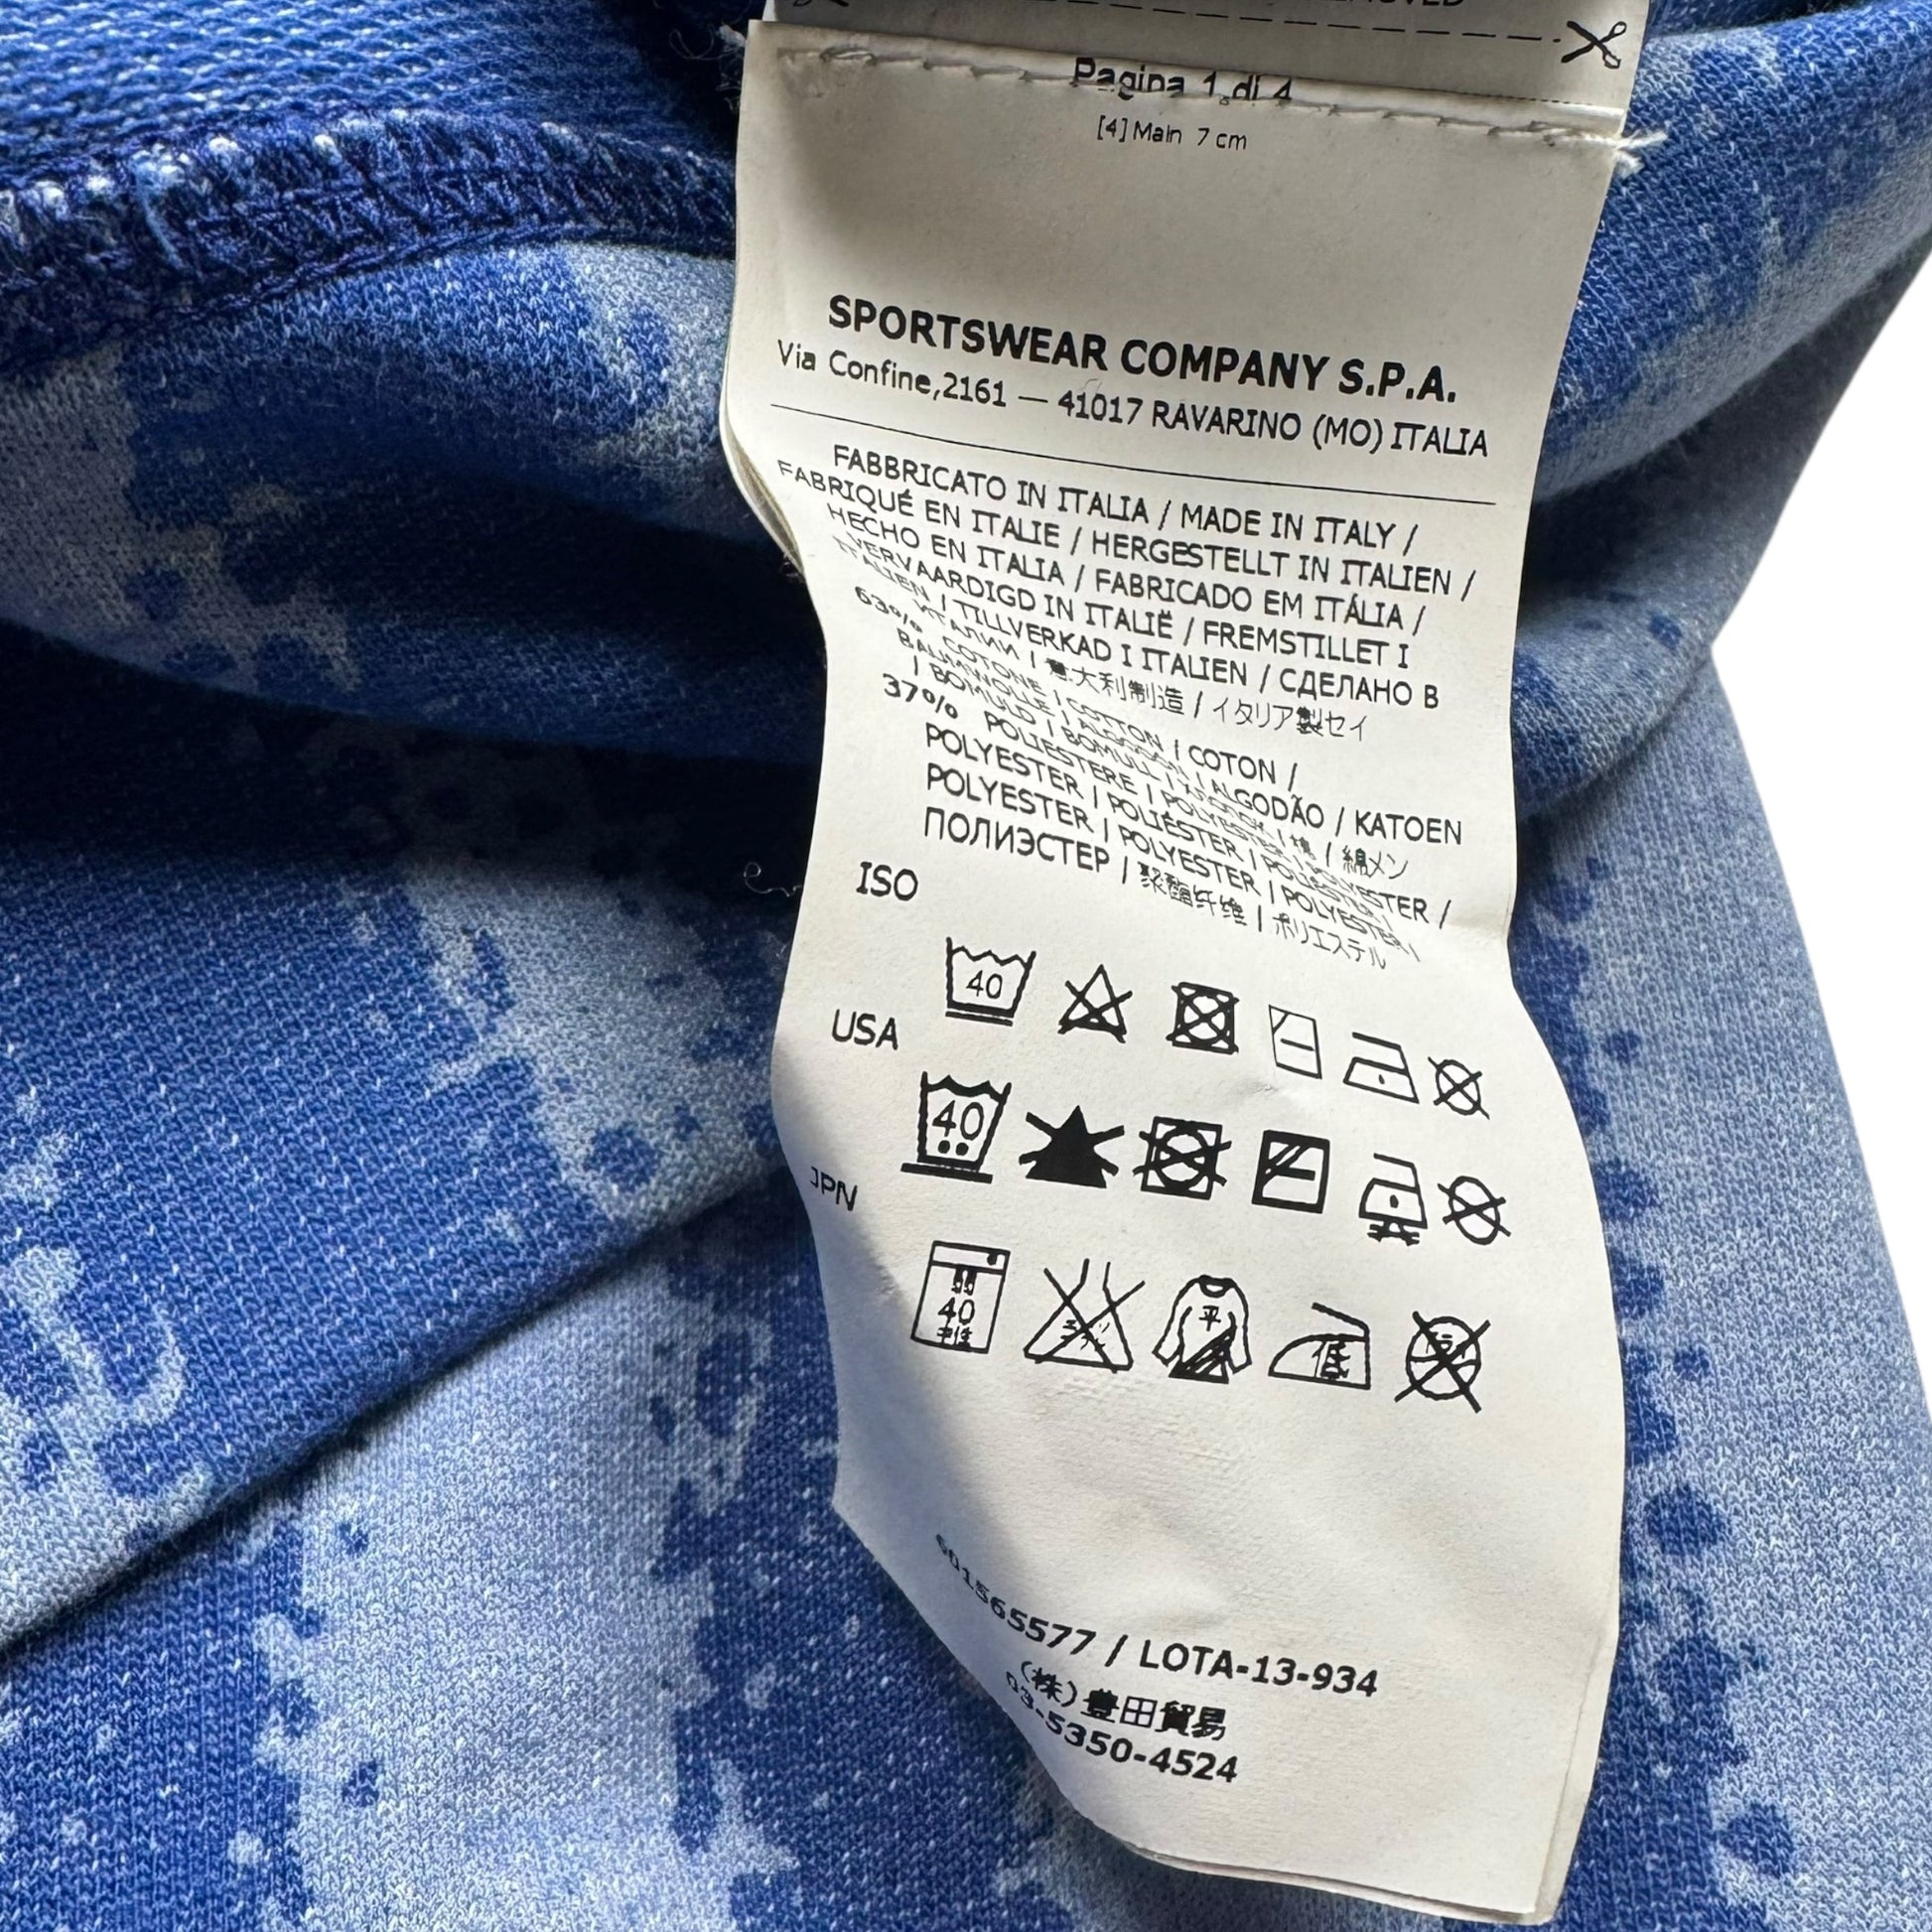 REMOVED
Pagina 1 di 4
[4] Main 7 cm
SPORTSWEAR COMPANY S.P.A.
Via Confine,2161 — 41017 RAVARINO (MO) ITALIA
FABBRICATO IN ITALIA / MADE IN ITALY /
FABRIQUÉ EN ITALIE / HERGESTELLT IN ITALIEN /
HECHO EN ITALIA / FABRICADO EM ITÁLIA /
VERVAARDIGD IN ITALIË / FREMSTILLET I
ITALIEN / TILLVERKAD I ITALIEN / СДЕЛАНО В
ИТАЛИИ / 意大利制造 / イタリア製セイ
63% COTONE / COTTON / COTON /
BAUMWOLLE / ALGODÓN / ALGODÃO / KATOEN
/ BOMULD / BOMULL / ХЛОПОК / 棉 / 綿メン
37% POLIESTERE / POLYESTER / POLYESTER /
POLYESTER / POLIÉSTER / POLIÉSTER /
POLYESTER / POLYESTER / POLYESTER /
ПОЛИЭСТЕР / 聚酯纤维 / ポリエステル
ISO
40
USA
40
JPN
40
中性
平
低
601565577 / LOTA-13-934
(株)豊田貿易
03-5350-4524